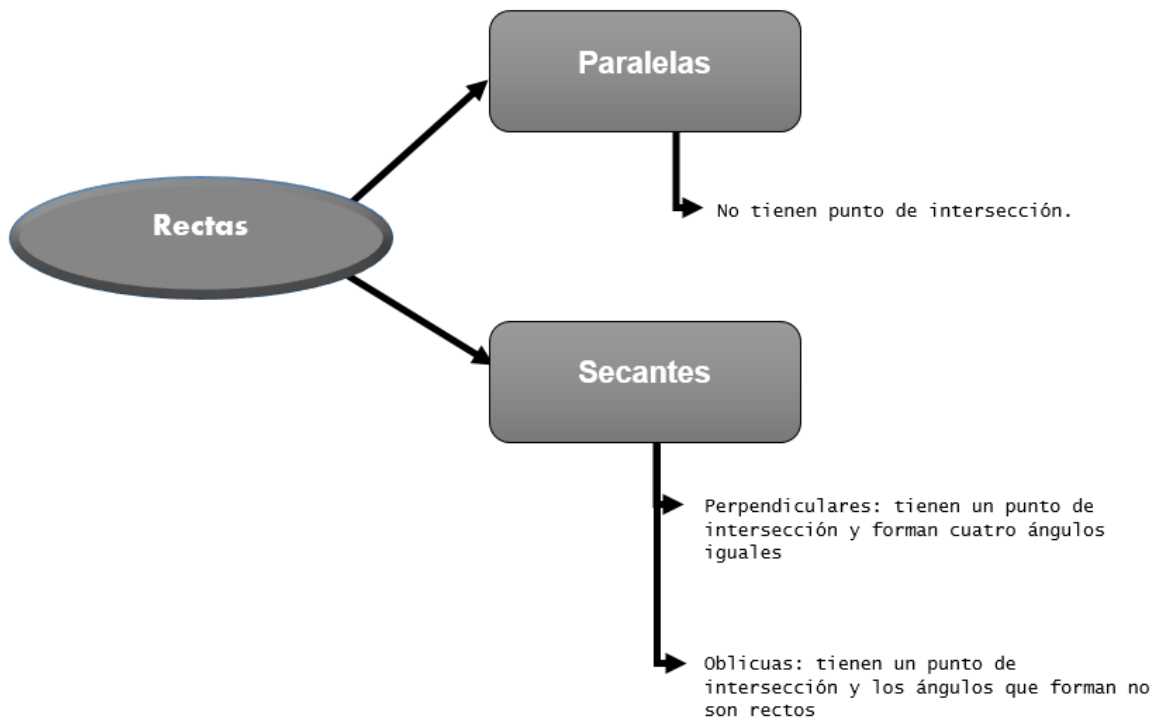 Paralelas
No tienen punto de intersección.
Rectas
Secantes
Perpendiculares: tienen un punto de
intersección y forman cuatro ángulos
iguales
Oblicuas: tienen un punto de
intersección y los ángulos que forman no
son rectos